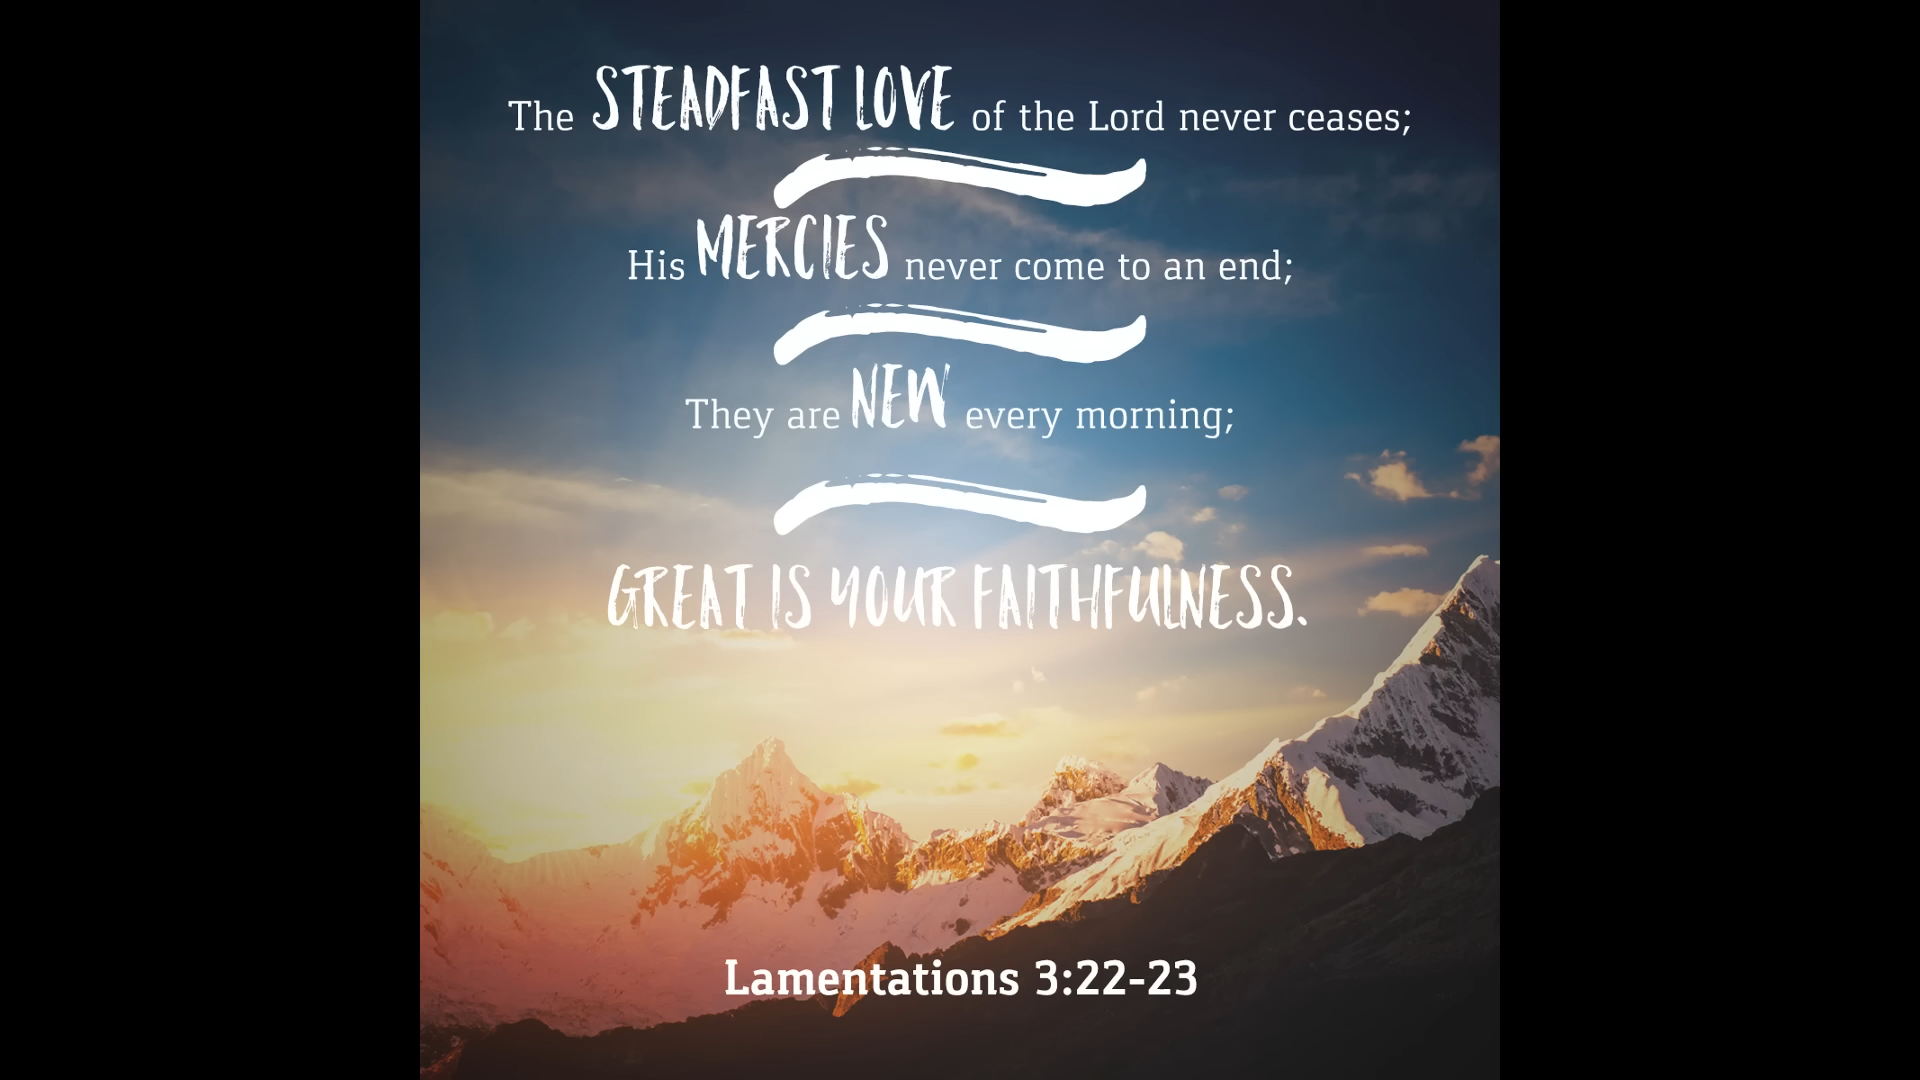 The STEADFAST LOVE of the Lord never ceases;
His MERCIES never come to an end;
They are NEW every morning;
GREAT IS YOUR FAITHFULNESS.
Lamentations 3:22-23